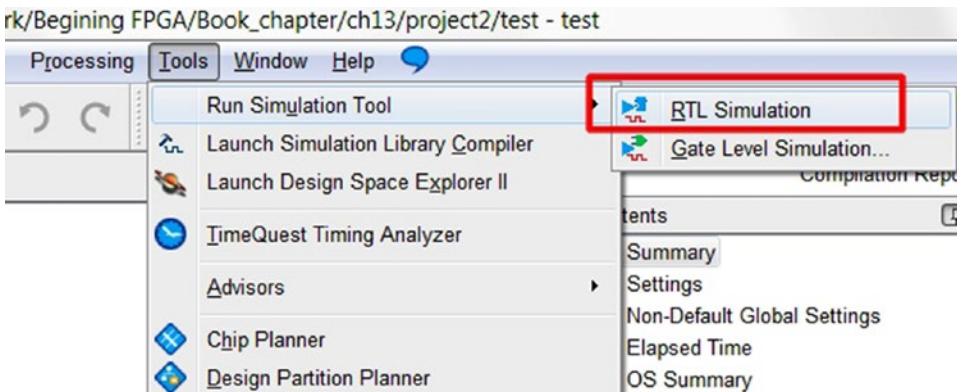 rk/Begining FPGA/Book_chapter/ch13/project2/test - test
Processing Tools Window Help
Run Simulation Tool
RTL Simulation
Launch Simulation Library Compiler
Gate Level Simulation...
Launch Design Space Explorer II
Compilation Repo
TimeQuest Timing Analyzer
tents
Summary
Advisors
Settings
Non-Default Global Settings
Chip Planner
Elapsed Time
Design Partition Planner
OS Summary